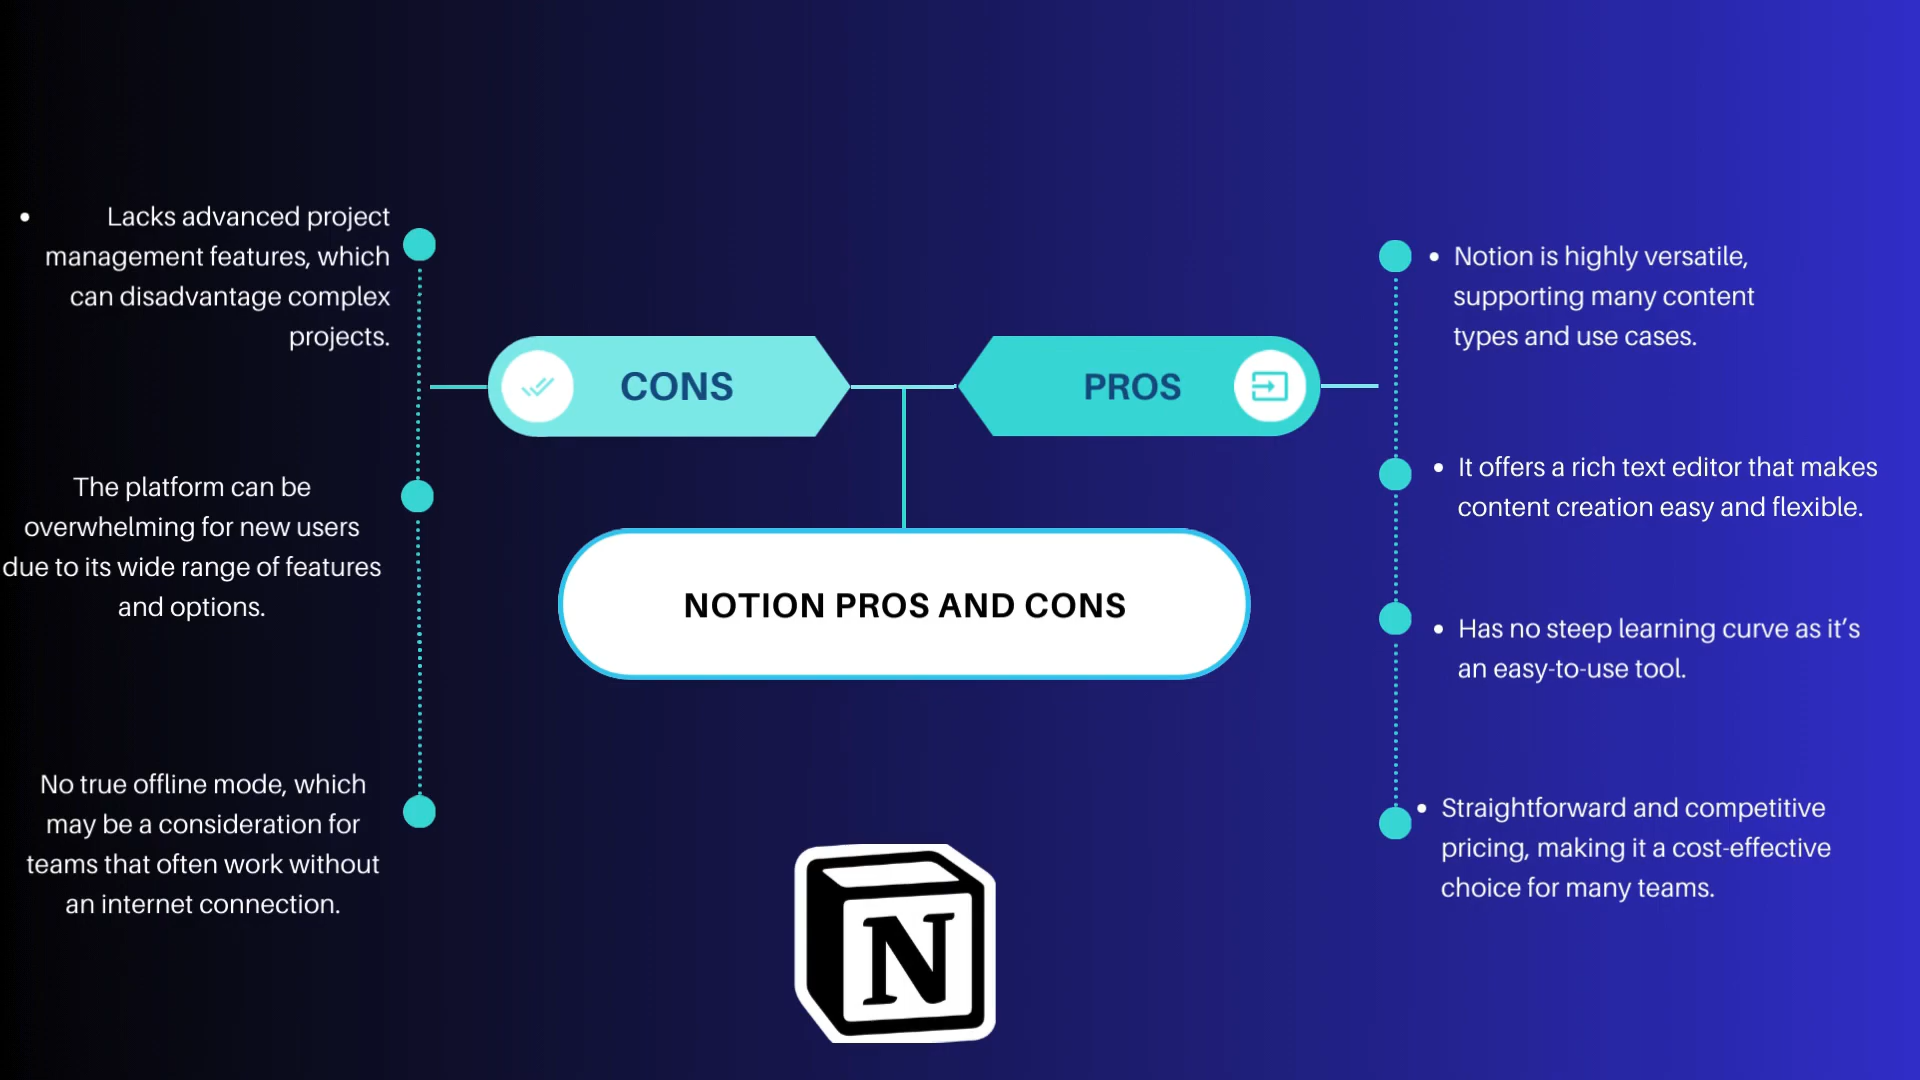 • Lacks advanced project
management features, which
can disadvantage complex
projects.
The platform can be
overwhelming for new users
due to its wide range of features
and options.
No true offline mode, which
may be a consideration for
teams that often work without
an internet connection.
CONS
PROS
NOTION PROS AND CONS
N
• Notion is highly versatile,
supporting many content
types and use cases.
• It offers a rich text editor that makes
content creation easy and flexible.
• Has no steep learning curve as it’s
an easy-to-use tool.
• Straightforward and competitive
pricing, making it a cost-effective
choice for many teams.